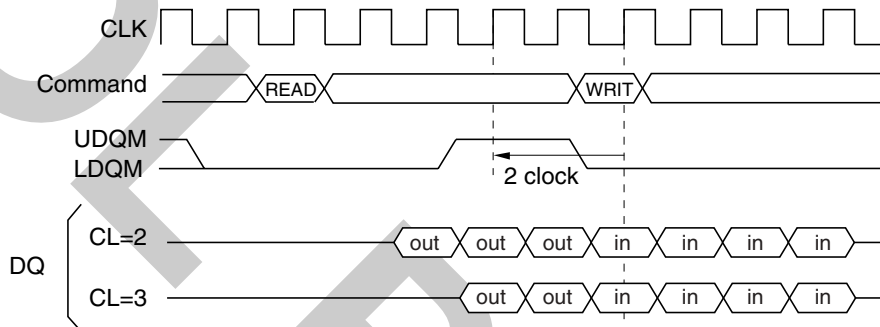 CLK
Command READ WRIT
UDQM
LDQM
2 clock
CL=2 out out out in in in in
DQ
CL=3 out out in in in in